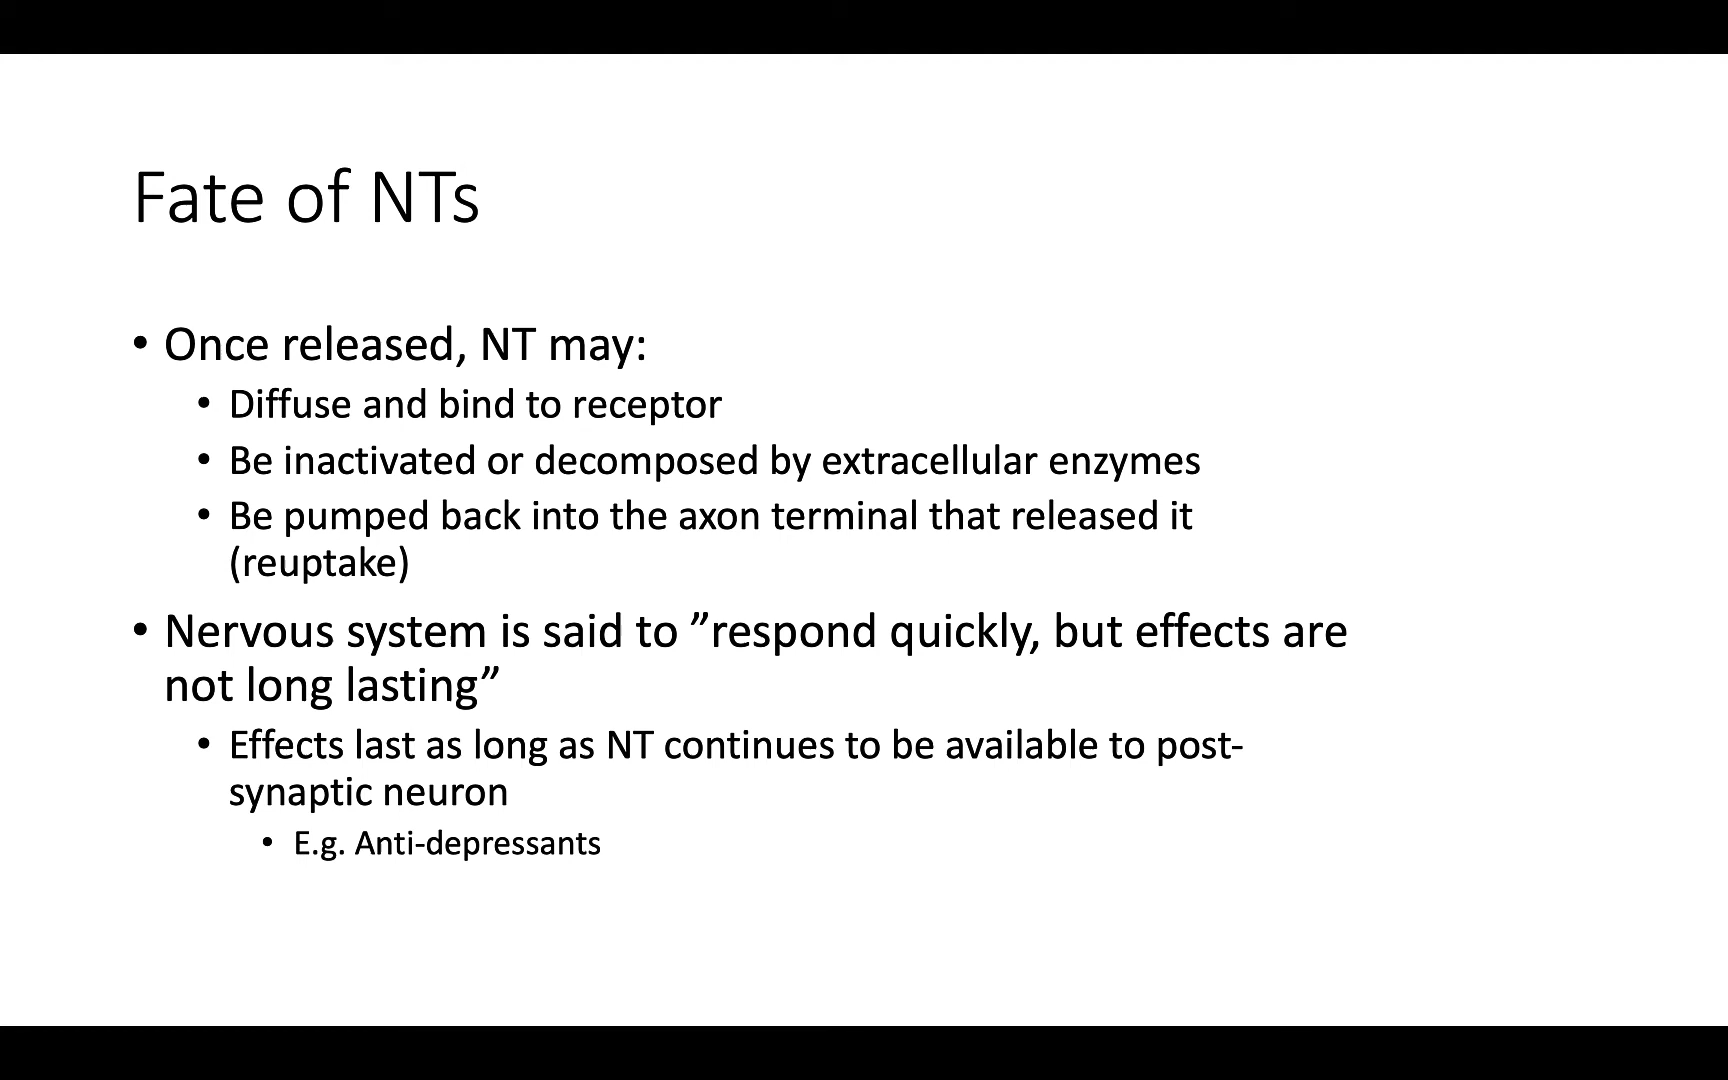 Fate of NTs
• Once released, NT may:
• Diffuse and bind to receptor
• Be inactivated or decomposed by extracellular enzymes
• Be pumped back into the axon terminal that released it
(reuptake)
• Nervous system is said to ”respond quickly, but effects are
not long lasting”
• Effects last as long as NT continues to be available to post-
synaptic neuron
• E.g. Anti-depressants